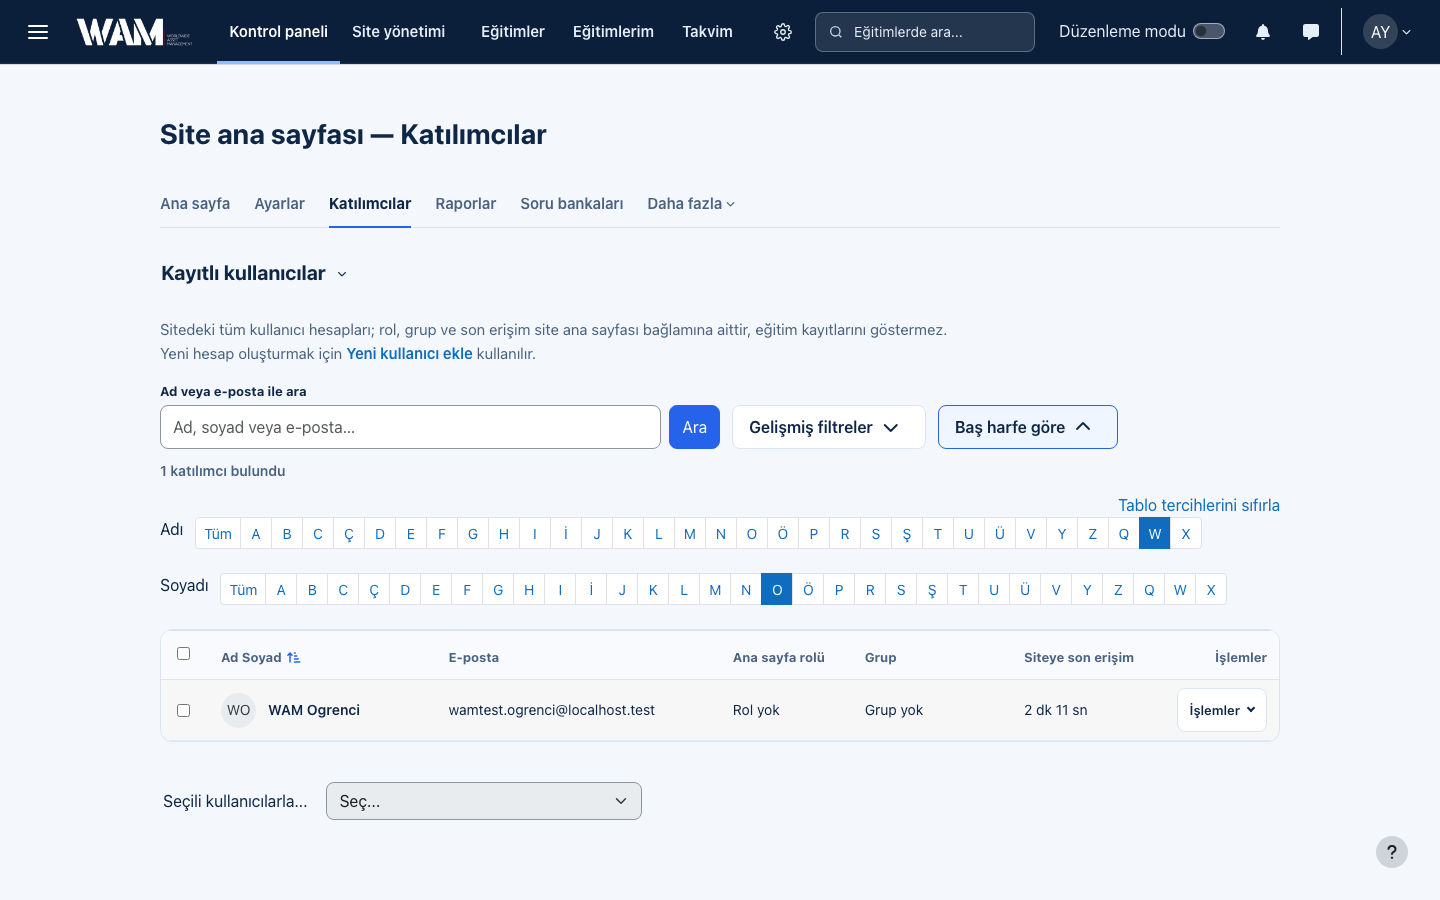 WAM WORLDWIDE ASSET MANAGEMENT
Kontrol paneli Site yönetimi Eğitimler Eğitimlerim Takvim Eğitimlerde ara... Düzenleme modu AY
Site ana sayfası — Katılımcılar
Ana sayfa Ayarlar Katılımcılar Raporlar Soru bankaları Daha fazla
Kayıtlı kullanıcılar
Sitedeki tüm kullanıcı hesapları; rol, grup ve son erişim site ana sayfası bağlamına aittir, eğitim kayıtlarını göstermez.
Yeni hesap oluşturmak için Yeni kullanıcı ekle kullanılır.
Ad veya e-posta ile ara
Ad, soyad veya e-posta... Ara Gelişmiş filtreler Baş harfe göre
1 katılımcı bulundu
Tablo tercihlerini sıfırla
Adı Tüm A B C Ç D E F G H I İ J K L M N O Ö P R S Ş T U Ü V Y Z Q W X
Soyadı Tüm A B C Ç D E F G H I İ J K L M N O Ö P R S Ş T U Ü V Y Z Q W X
Ad Soyad E-posta Ana sayfa rolü Grup Siteye son erişim İşlemler
WO WAM Ogrenci wamtest.ogrenci@localhost.test Rol yok Grup yok 2 dk 11 sn İşlemler
Seçili kullanıcılarla... Seç...
?